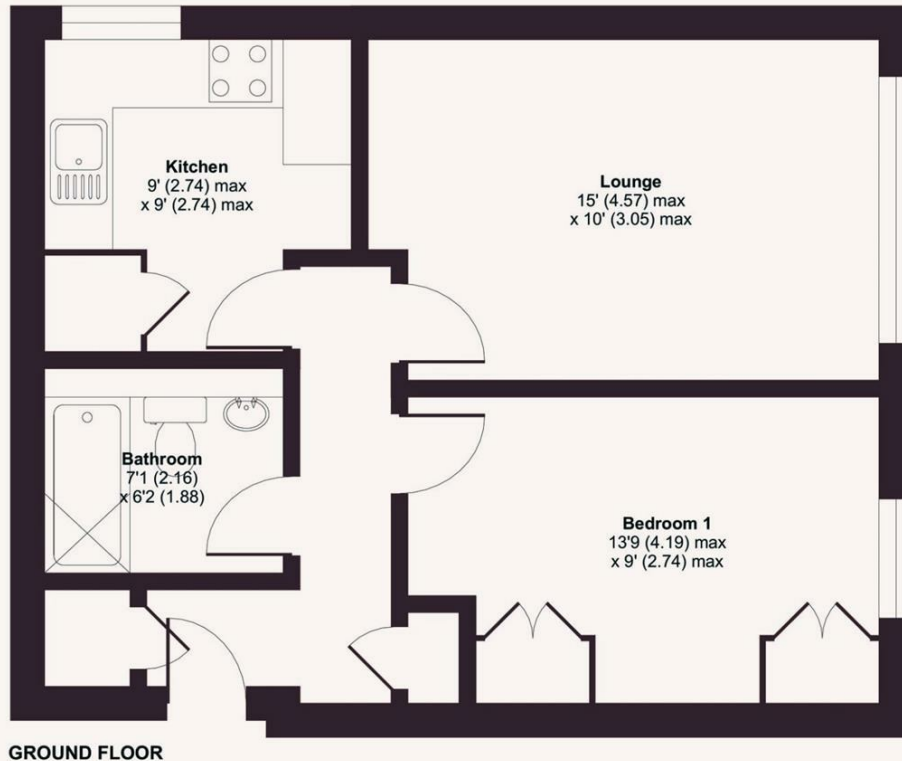 Kitchen
9' (2.74) max
x 9' (2.74) max
Lounge
15' (4.57) max
x 10' (3.05) max
Bathroom
7'1 (2.16)
x 6'2 (1.88)
Bedroom 1
13'9 (4.19) max
x 9' (2.74) max
GROUND FLOOR